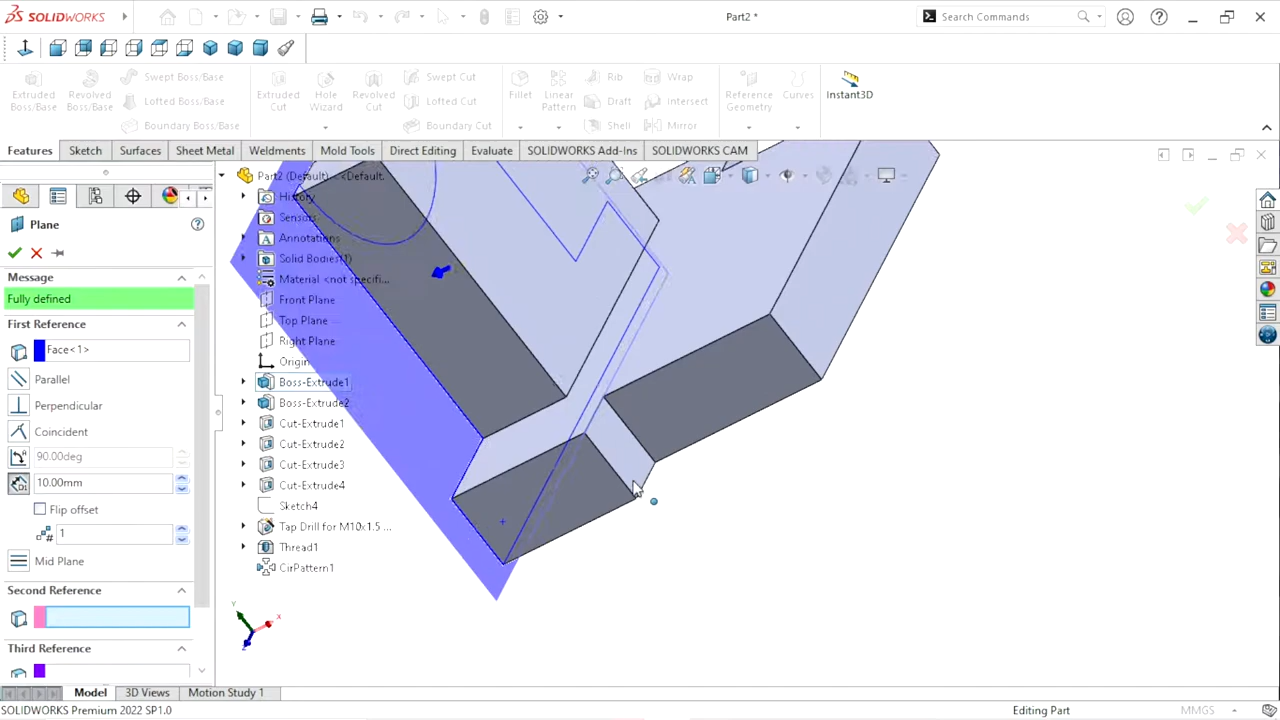 SOLIDWORKS
Part2 *
Search Commands
Extruded Boss/Base
Revolved Boss/Base
Swept Boss/Base
Lofted Boss/Base
Boundary Boss/Base
Extruded Cut
Hole Wizard
Revolved Cut
Swept Cut
Lofted Cut
Boundary Cut
Fillet
Linear Pattern
Rib
Draft
Shell
Wrap
Intersect
Mirror
Reference Geometry
Curves
Instant3D
Features
Sketch
Surfaces
Sheet Metal
Weldments
Mold Tools
Direct Editing
Evaluate
SOLIDWORKS Add-Ins
SOLIDWORKS CAM
Plane
Message
Fully defined
First Reference
Face<1>
Parallel
Perpendicular
Coincident
90.00deg
10.00mm
Flip offset
1
Mid Plane
Second Reference
Third Reference
Part2 (Default) <<Default.
History
Sensors
Annotations
Solid Bodies(1)
Material <not specifi...
Front Plane
Top Plane
Right Plane
Origin
Boss-Extrude1
Boss-Extrude2
Cut-Extrude1
Cut-Extrude2
Cut-Extrude3
Cut-Extrude4
Sketch4
Tap Drill for M10x1.5 ...
Thread1
CirPattern1
Y
X
Z
Model
3D Views
Motion Study 1
SOLIDWORKS Premium 2022 SP1.0
Editing Part
MMGS